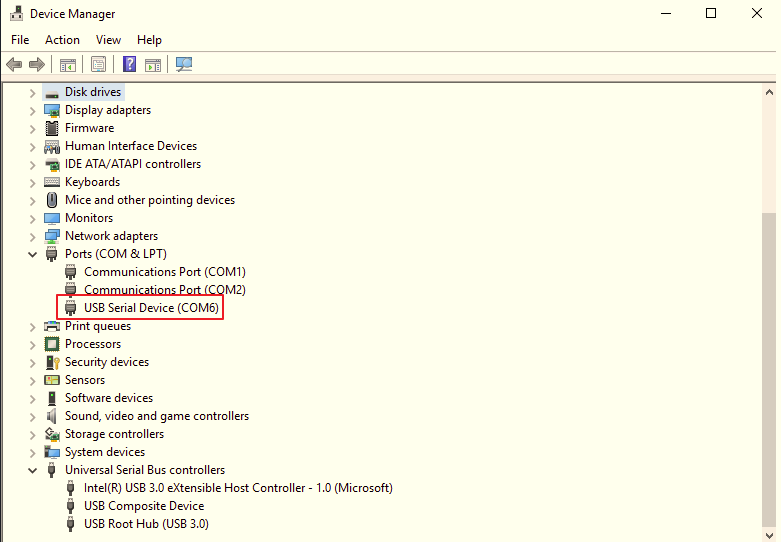 Device Manager
File Action View Help
Disk drives
Display adapters
Firmware
Human Interface Devices
IDE ATA/ATAPI controllers
Keyboards
Mice and other pointing devices
Monitors
Network adapters
Ports (COM & LPT)
Communications Port (COM1)
Communications Port (COM2)
USB Serial Device (COM6)
Print queues
Processors
Security devices
Sensors
Software devices
Sound, video and game controllers
Storage controllers
System devices
Universal Serial Bus controllers
Intel(R) USB 3.0 eXtensible Host Controller - 1.0 (Microsoft)
USB Composite Device
USB Root Hub (USB 3.0)